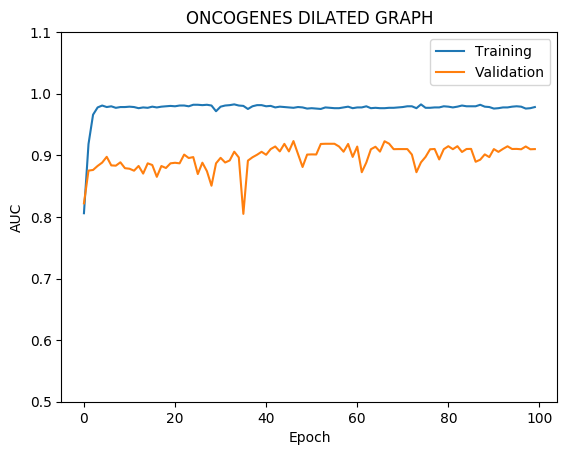 ONCOGENES DILATED GRAPH
1.1
1.0
0.9
0.8
0.7
0.6
0.5
AUC
0
20
40
60
80
100
Epoch
Training
Validation